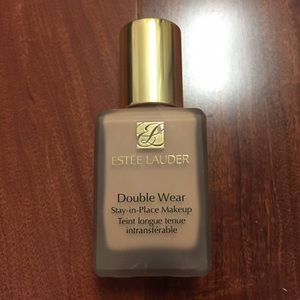 ESTĒE LAUDER
Double Wear
Stay-in-Place Makeup
Teint longue tenue
intransférable